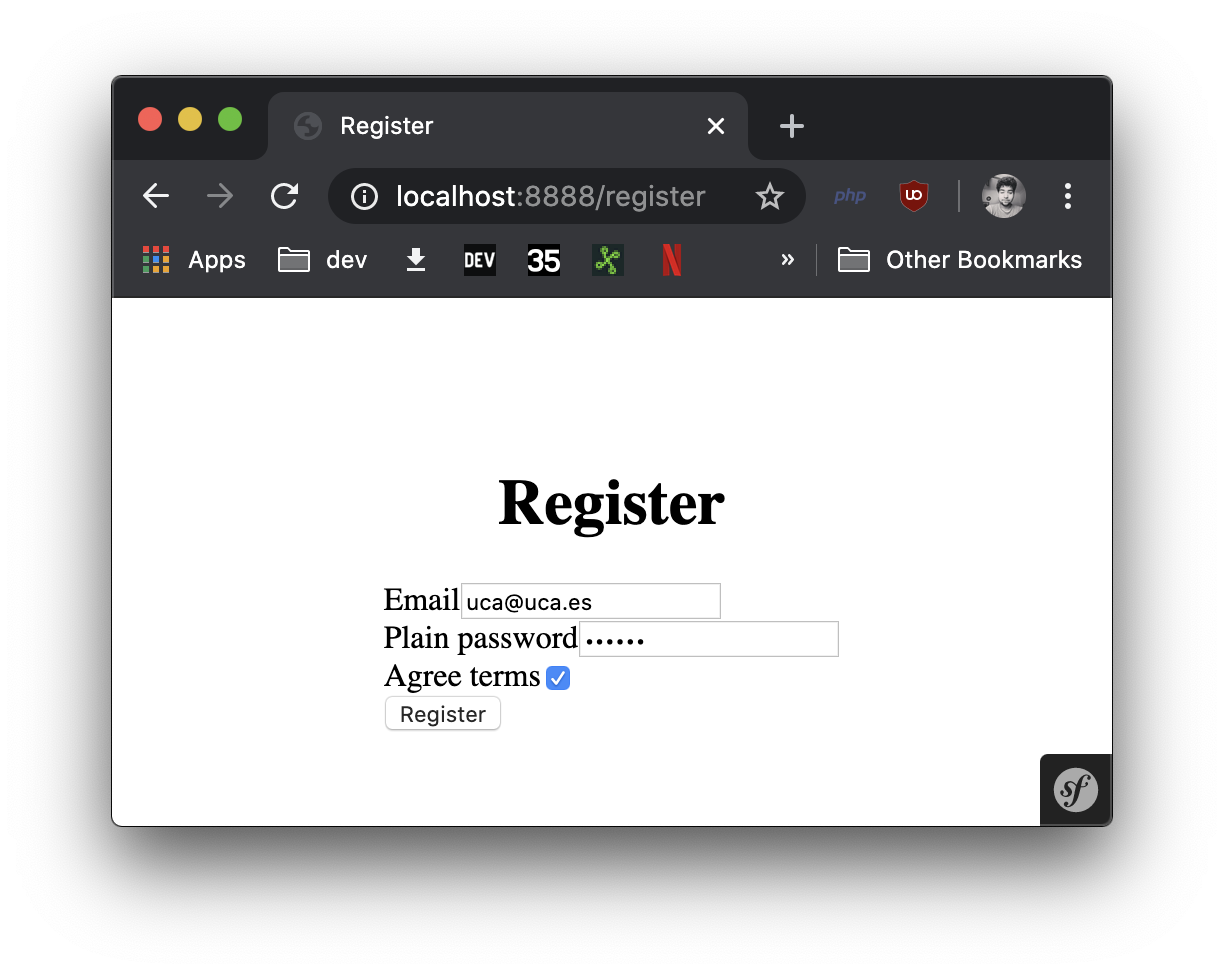 Register
localhost:8888/register
php
Apps
dev
DEV
35
»
Other Bookmarks
Register
Email uca@uca.es
Plain password ••••••
Agree terms
Register
sf